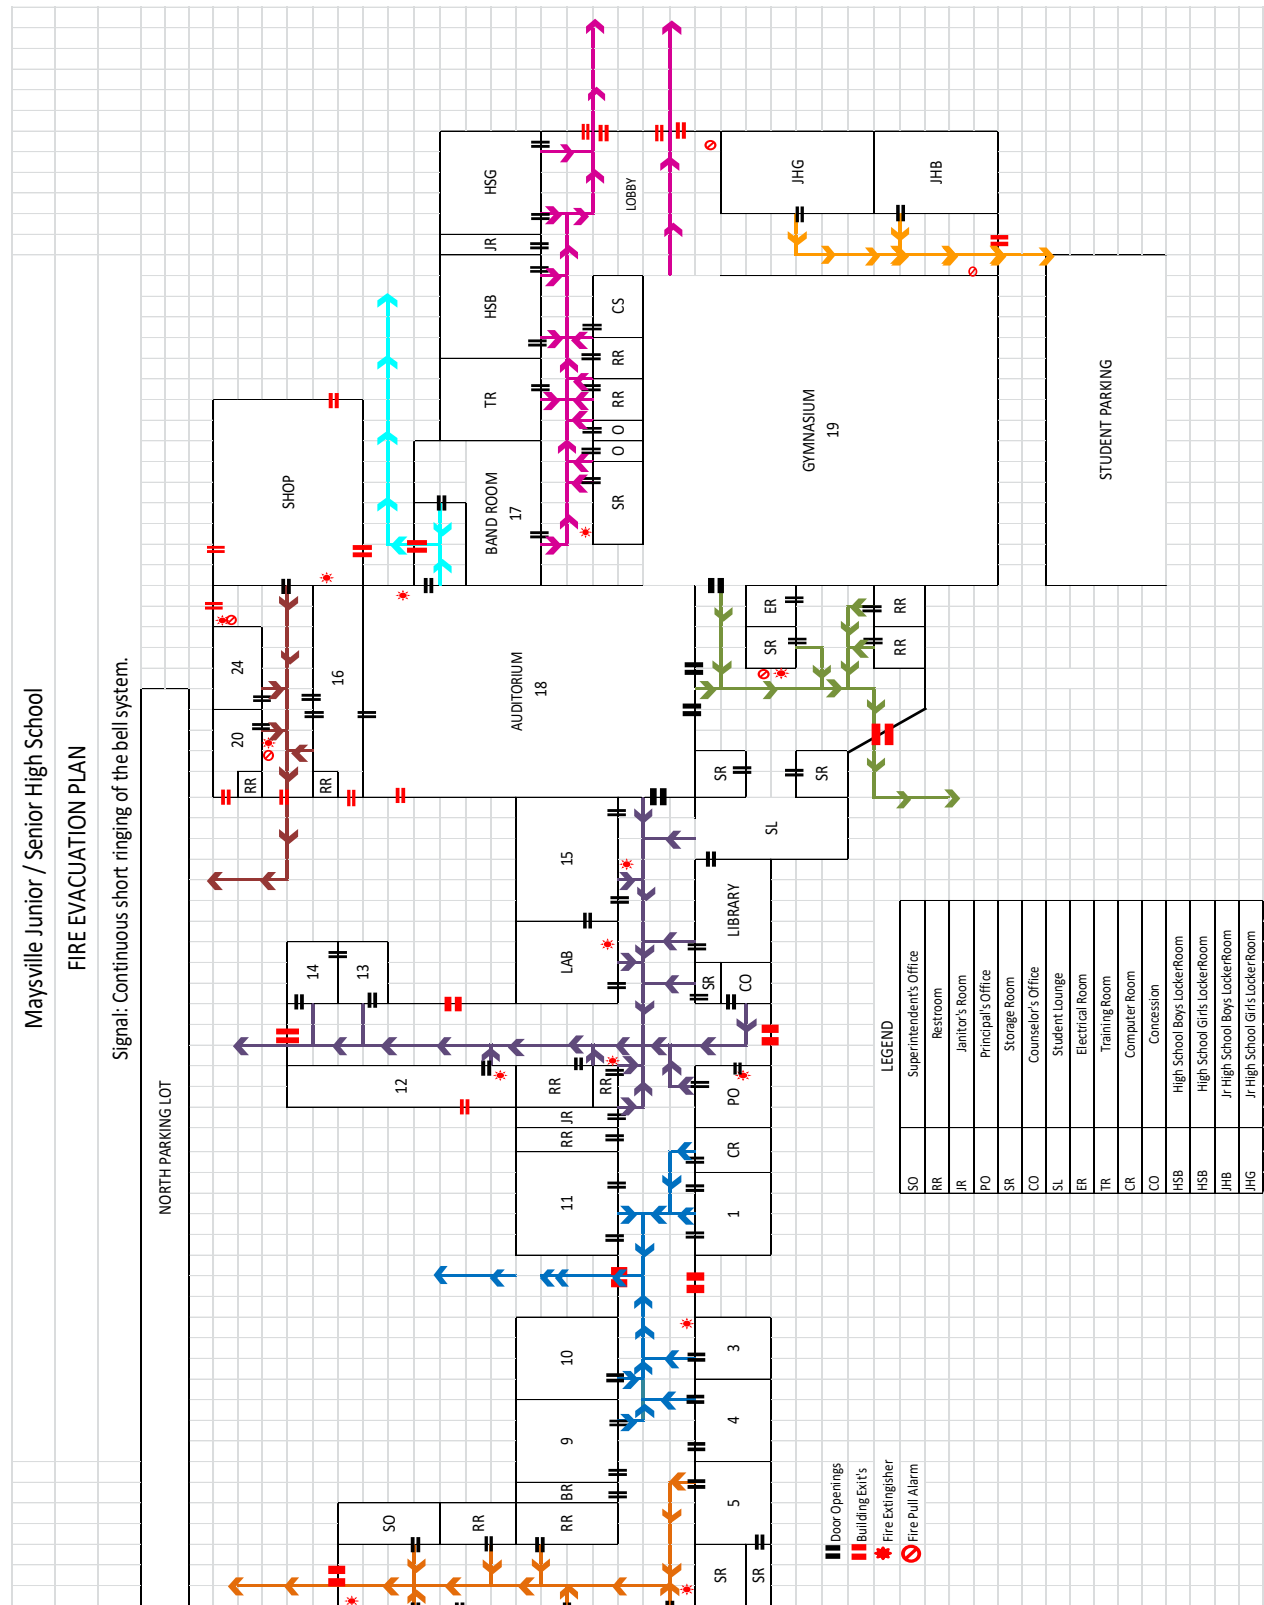 Maysville Junior / Senior High School
FIRE EVACUATION PLAN
Signal: Continuous short ringing of the bell system.
NORTH PARKING LOT
SO
RR
RR
BR
9
10
11
RR
JR
RR
RR
12
14
13
LAB
15
RR
20
24
RR
16
SHOP
AUDITORIUM
18
BAND ROOM
17
TR
HSB
JR
HSG
SR
O
O
RR
RR
CS
LOBBY
JHG
JHB
GYMNASIUM
19
STUDENT PARKING
ER
SR
RR
RR
SR
SR
SL
LIBRARY
SR
CO
PO
CR
1
3
4
5
SR
SR
Door Openings
Building Exit's
Fire Extingisher
Fire Pull Alarm
LEGEND
SO Superintendent's Office
RR Restroom
JR Janitor's Room
PO Principal's Office
SR Storage Room
CO Counselor's Office
SL Student Lounge
ER Electrical Room
TR Training Room
CR Computer Room
CO Concession
HSB High School Boys LockerRoom
HSB High School Girls LockerRoom
JHB Jr High School Boys LockerRoom
JHG Jr High School Girls LockerRoom